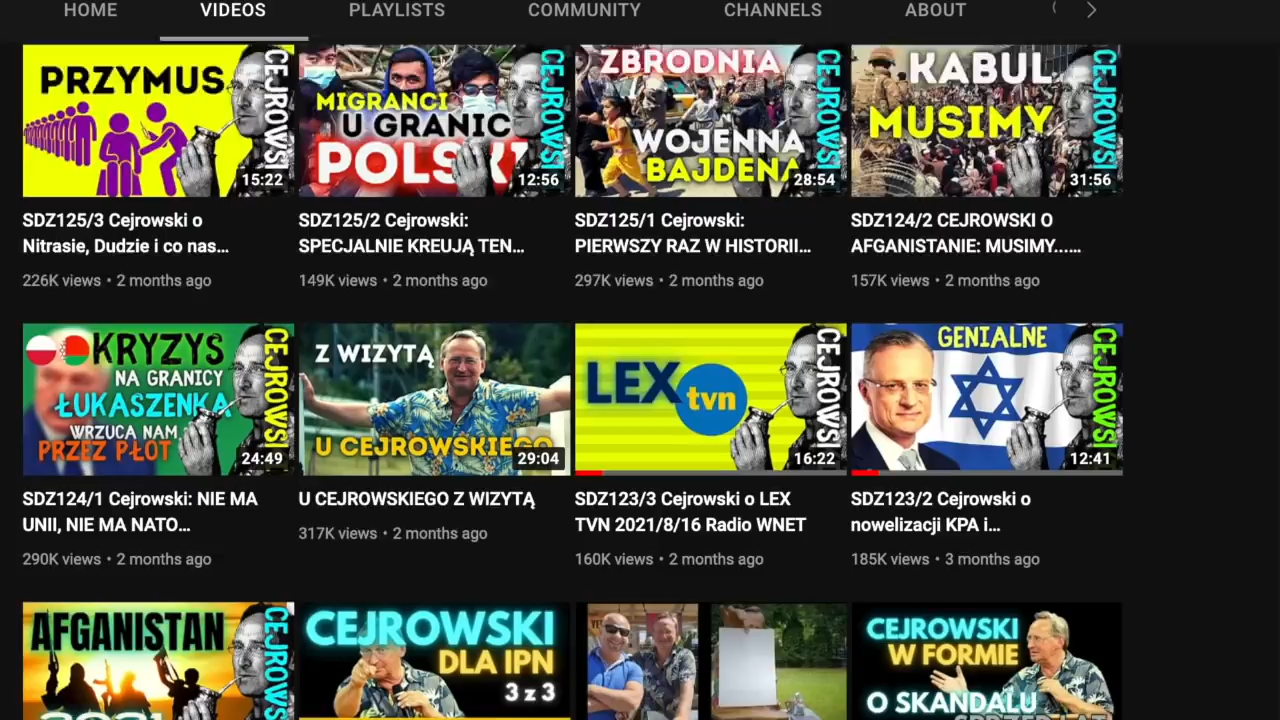 HOME VIDEOS PLAYLISTS COMMUNITY CHANNELS ABOUT
PRZYMUS
CEJROWSKI
15:22
MIGRANCI
U GRANIC
POLSKI
CEJROWSKI
12:56
ZBRODNIA
WOJENNA
BAJDENA
CEJROWSKI
28:54
KABUL
MUSIMY
CEJROWSKI
31:56
SDZ125/3 Cejrowski o
Nitrasie, Dudzie i co nas...
226K views • 2 months ago
SDZ125/2 Cejrowski:
SPECJALNIE KREUJĄ TEN...
149K views • 2 months ago
SDZ125/1 Cejrowski:
PIERWSZY RAZ W HISTORII...
297K views • 2 months ago
SDZ124/2 CEJROWSKI O
AFGANISTANIE: MUSIMY......
157K views • 2 months ago
KRYZYS
NA GRANICY
ŁUKASZENKA
WRZUCA NAM
PRZEZ PŁOT
CEJROWSKI
24:49
Z WIZYTĄ
U CEJROWSKIEGO
29:04
LEX
tvn
CEJROWSKI
16:22
GENIALNE
CEJROWSKI
12:41
SDZ124/1 Cejrowski: NIE MA
UNII, NIE MA NATO...
290K views • 2 months ago
U CEJROWSKIEGO Z WIZYTĄ
317K views • 2 months ago
SDZ123/3 Cejrowski o LEX
TVN 2021/8/16 Radio WNET
160K views • 2 months ago
SDZ123/2 Cejrowski o
nowelizacji KPA i...
185K views • 3 months ago
AFGANISTAN
2021
CEJROWS
CEJROWSKI
DLA IPN
3 z 3
CEJROWSKI
W FORMIE
O SKANDALU